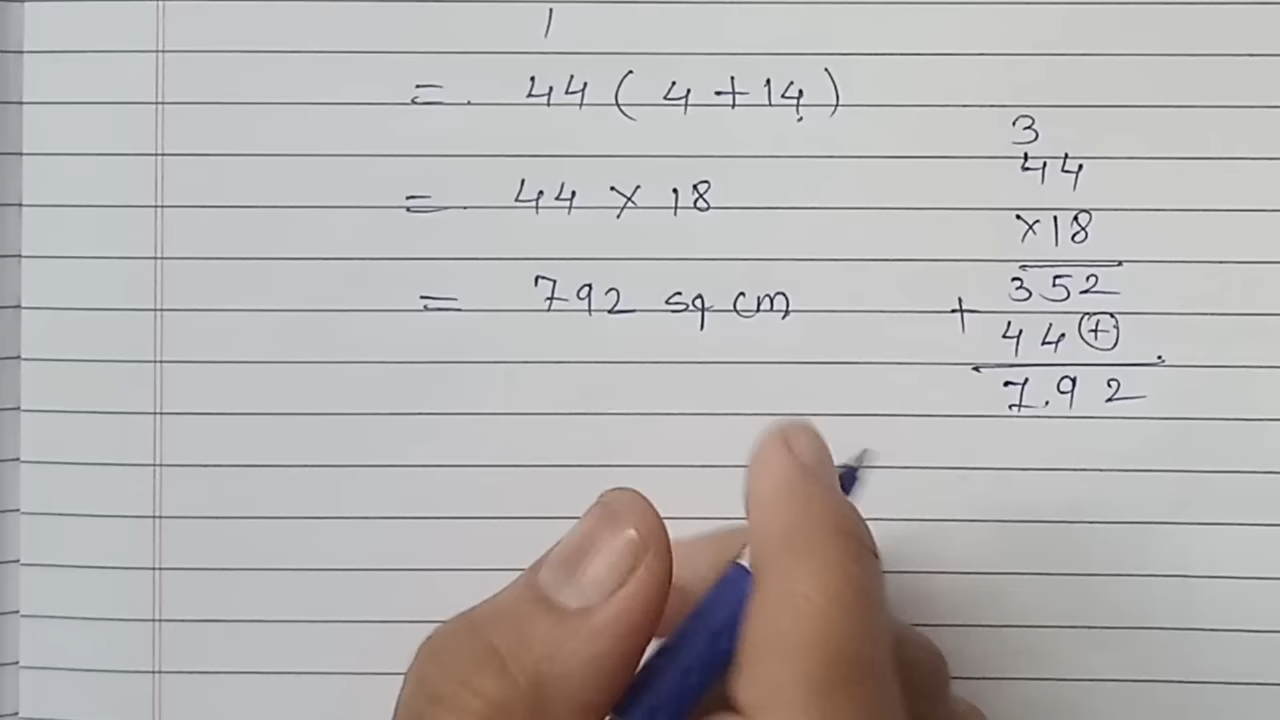 1
= 44 ( 4 + 14 )
= 44 × 18
= 792 sq cm
3
44
×18
352
+ 44 +
792